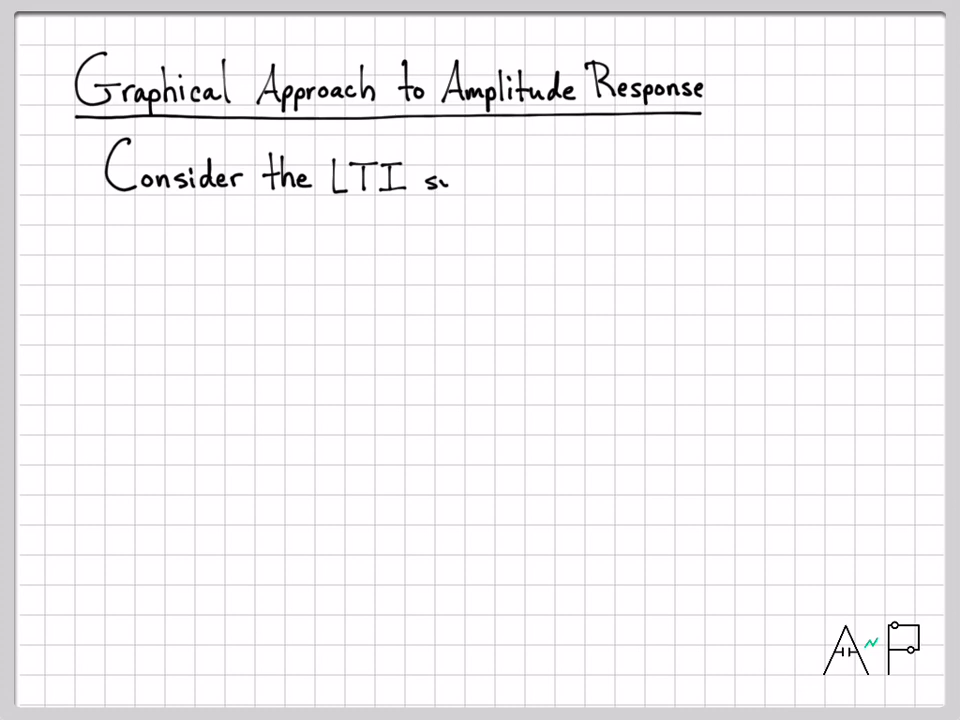 Graphical Approach to Amplitude Response
Consider the LTI